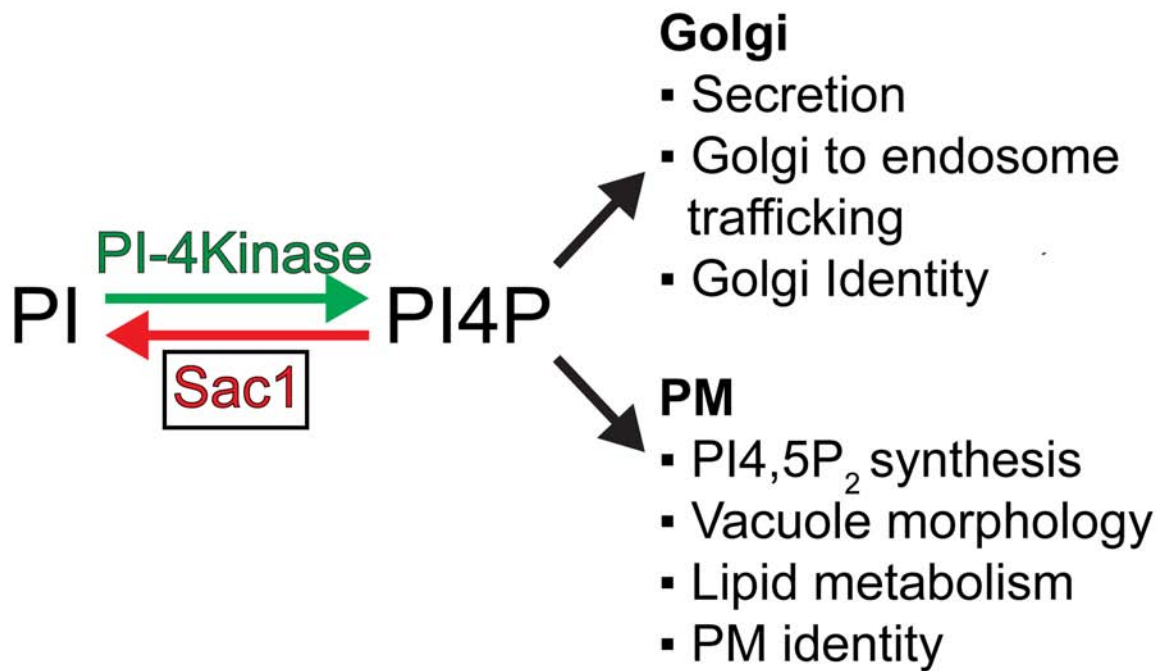 PI
PI-4Kinase
Sac1
PI4P
Golgi
▪ Secretion
▪ Golgi to endosome
trafficking
▪ Golgi Identity
PM
▪ PI4,5P₂ synthesis
▪ Vacuole morphology
▪ Lipid metabolism
▪ PM identity